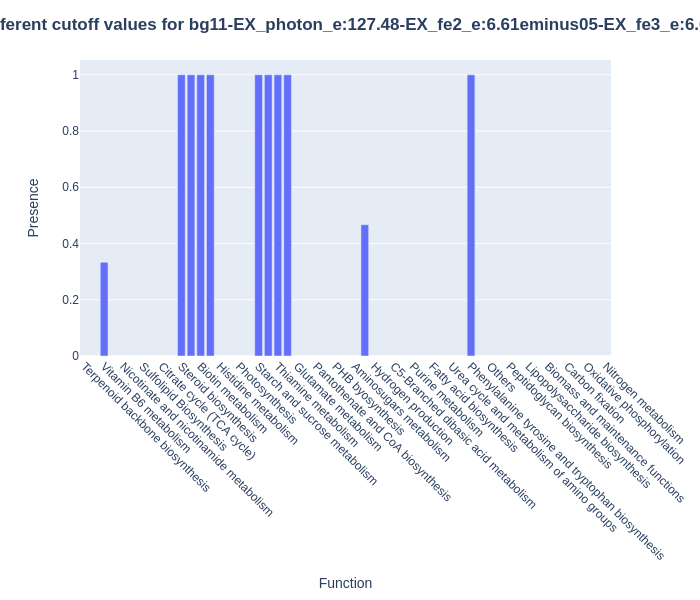 ferent cutoff values for bg11-EX_photon_e:127.48-EX_fe2_e:6.61eminus05-EX_fe3_e:6.
1
0.8
0.6
0.4
0.2
0
Presence
Terpenoid backbone biosynthesis
Vitamin B6 metabolism
Nicotinate and nicotinamide metabolism
Sulfolipid Biosynthesis
Citrate cycle (TCA cycle)
Steroid biosynthesis
Biotin metabolism
Histidine metabolism
Photosynthesis
Starch and sucrose metabolism
Thiamine metabolism
Glutamate metabolism
Pantothenate and CoA biosynthesis
PHB byosynthesis
Aminosugars metabolism
Hydrogen production
C5-Branched dibasic acid metabolism
Purine metabolism
Fatty acid biosynthesis
Urea cycle and metabolism of amino groups
Phenylalanine tyrosine and tryptophan biosynthesis
Others
Peptidoglycan biosynthesis
Lipopolysaccharide biosynthesis
Biomass and maintenance functions
Carbon fixation
Oxidative phosphorylation
Nitrogen metabolism
Function